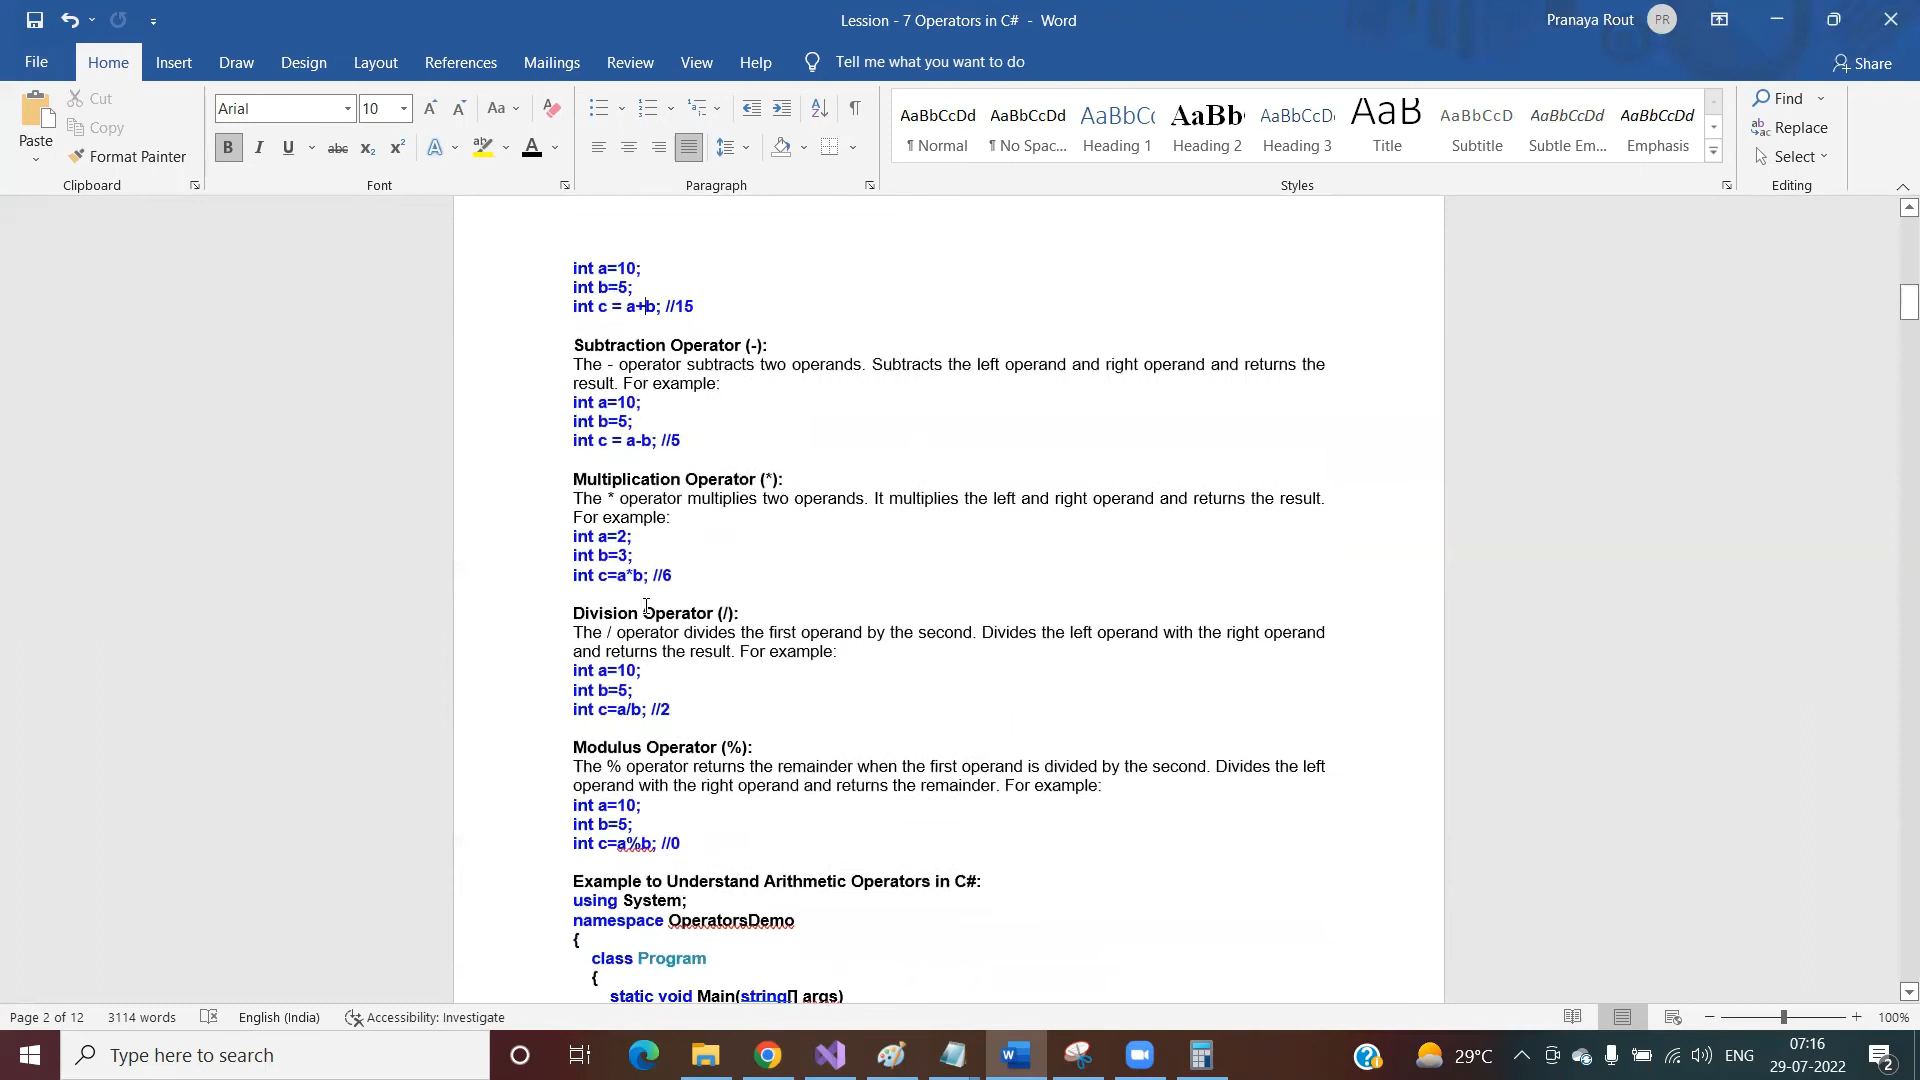 Lession - 7 Operators in C# - Word
Pranaya Rout
PR
File
Home
Insert
Draw
Design
Layout
References
Mailings
Review
View
Help
Tell me what you want to do
Share
Paste
Cut
Copy
Format Painter
Clipboard
Arial
10
Aa
Font
Paragraph
AaBbCcDd
¶ Normal
AaBbCcDd
¶ No Spac...
AaBbCc
Heading 1
AaBb
Heading 2
AaBbCcDc
Heading 3
AaB
Title
AaBbCcD
Subtitle
AaBbCcDd
Subtle Em...
AaBbCcDd
Emphasis
Styles
Find
Replace
Select
Editing
int a=10;
int b=5;
int c = a+b; //15
Subtraction Operator (-):
The - operator subtracts two operands. Subtracts the left operand and right operand and returns the
result. For example:
int a=10;
int b=5;
int c = a-b; //5
Multiplication Operator (*):
The * operator multiplies two operands. It multiplies the left and right operand and returns the result.
For example:
int a=2;
int b=3;
int c=a*b; //6
Division Operator (/):
The / operator divides the first operand by the second. Divides the left operand with the right operand
and returns the result. For example:
int a=10;
int b=5;
int c=a/b; //2
Modulus Operator (%):
The % operator returns the remainder when the first operand is divided by the second. Divides the left
operand with the right operand and returns the remainder. For example:
int a=10;
int b=5;
int c=a%b; //0
Example to Understand Arithmetic Operators in C#:
using System;
namespace OperatorsDemo
{
class Program
{
static void Main(string[] args)
Page 2 of 12
3114 words
English (India)
Accessibility: Investigate
100%
Type here to search
29°C
ENG
07:16
29-07-2022
2